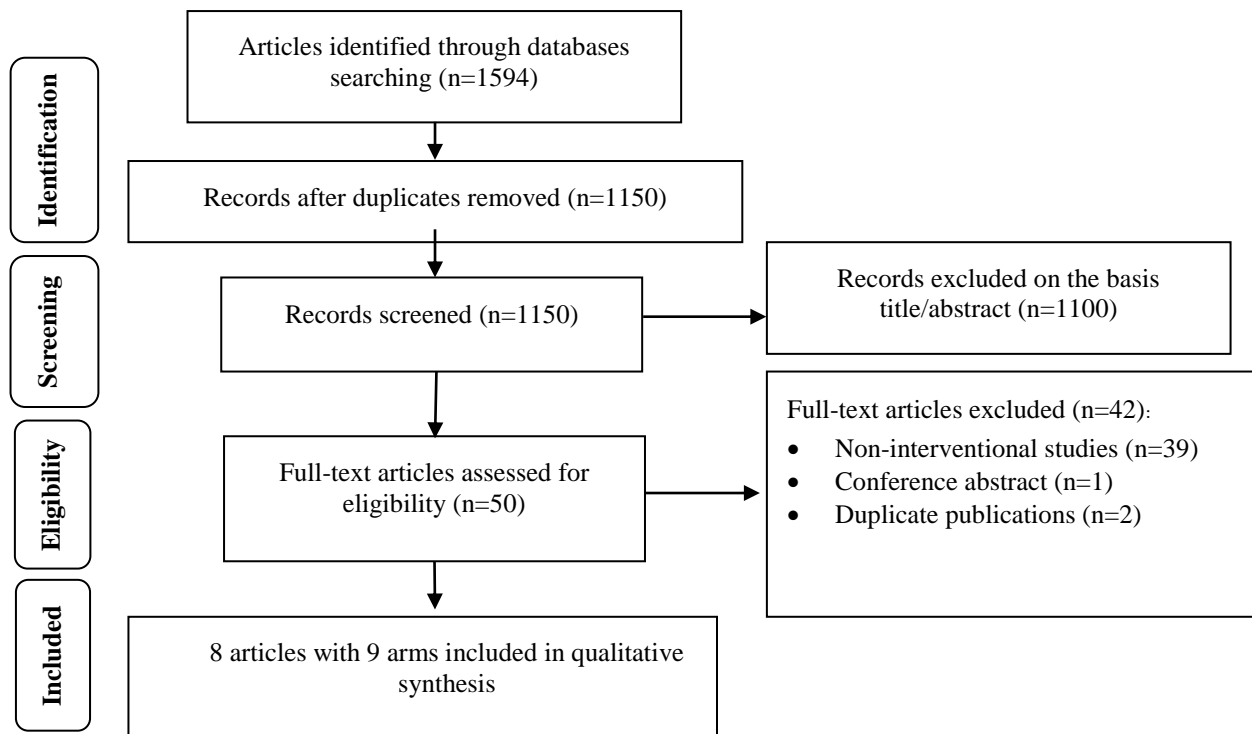 Identification
Articles identified through databases
searching (n=1594)
Records after duplicates removed (n=1150)
Screening
Records screened (n=1150)
Records excluded on the basis
title/abstract (n=1100)
Eligibility
Full-text articles assessed for
eligibility (n=50)
Full-text articles excluded (n=42):
• Non-interventional studies (n=39)
• Conference abstract (n=1)
• Duplicate publications (n=2)
Included
8 articles with 9 arms included in qualitative
synthesis